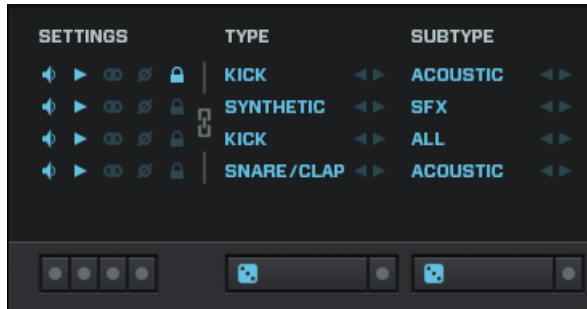 SETTINGS TYPE SUBTYPE
KICK ACOUSTIC
SYNTHETIC SFX
KICK ALL
SNARE/CLAP ACOUSTIC